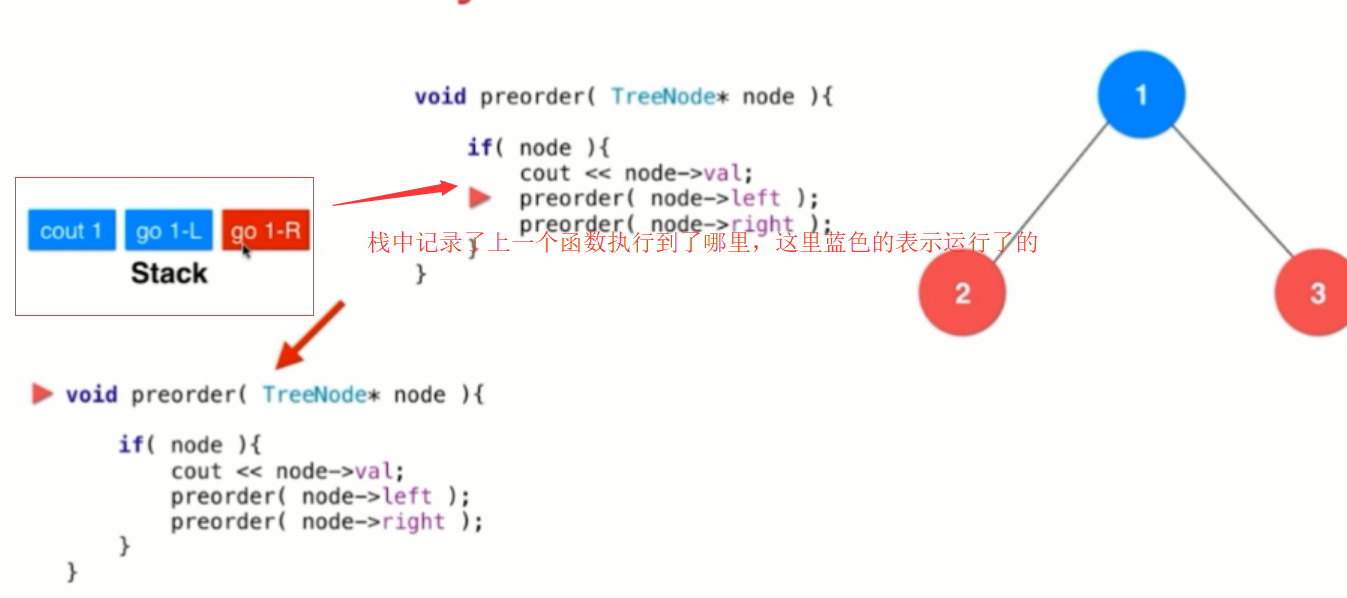 void preorder( TreeNode* node ){
if( node ){
cout << node->val;
preorder( node->left );
preorder( node->right );
}
}
栈中记录了上一个函数执行到了哪里，这里蓝色的表示运行了的
cout 1
go 1-L
go 1-R
Stack
1
2
3
void preorder( TreeNode* node ){
if( node ){
cout << node->val;
preorder( node->left );
preorder( node->right );
}
}